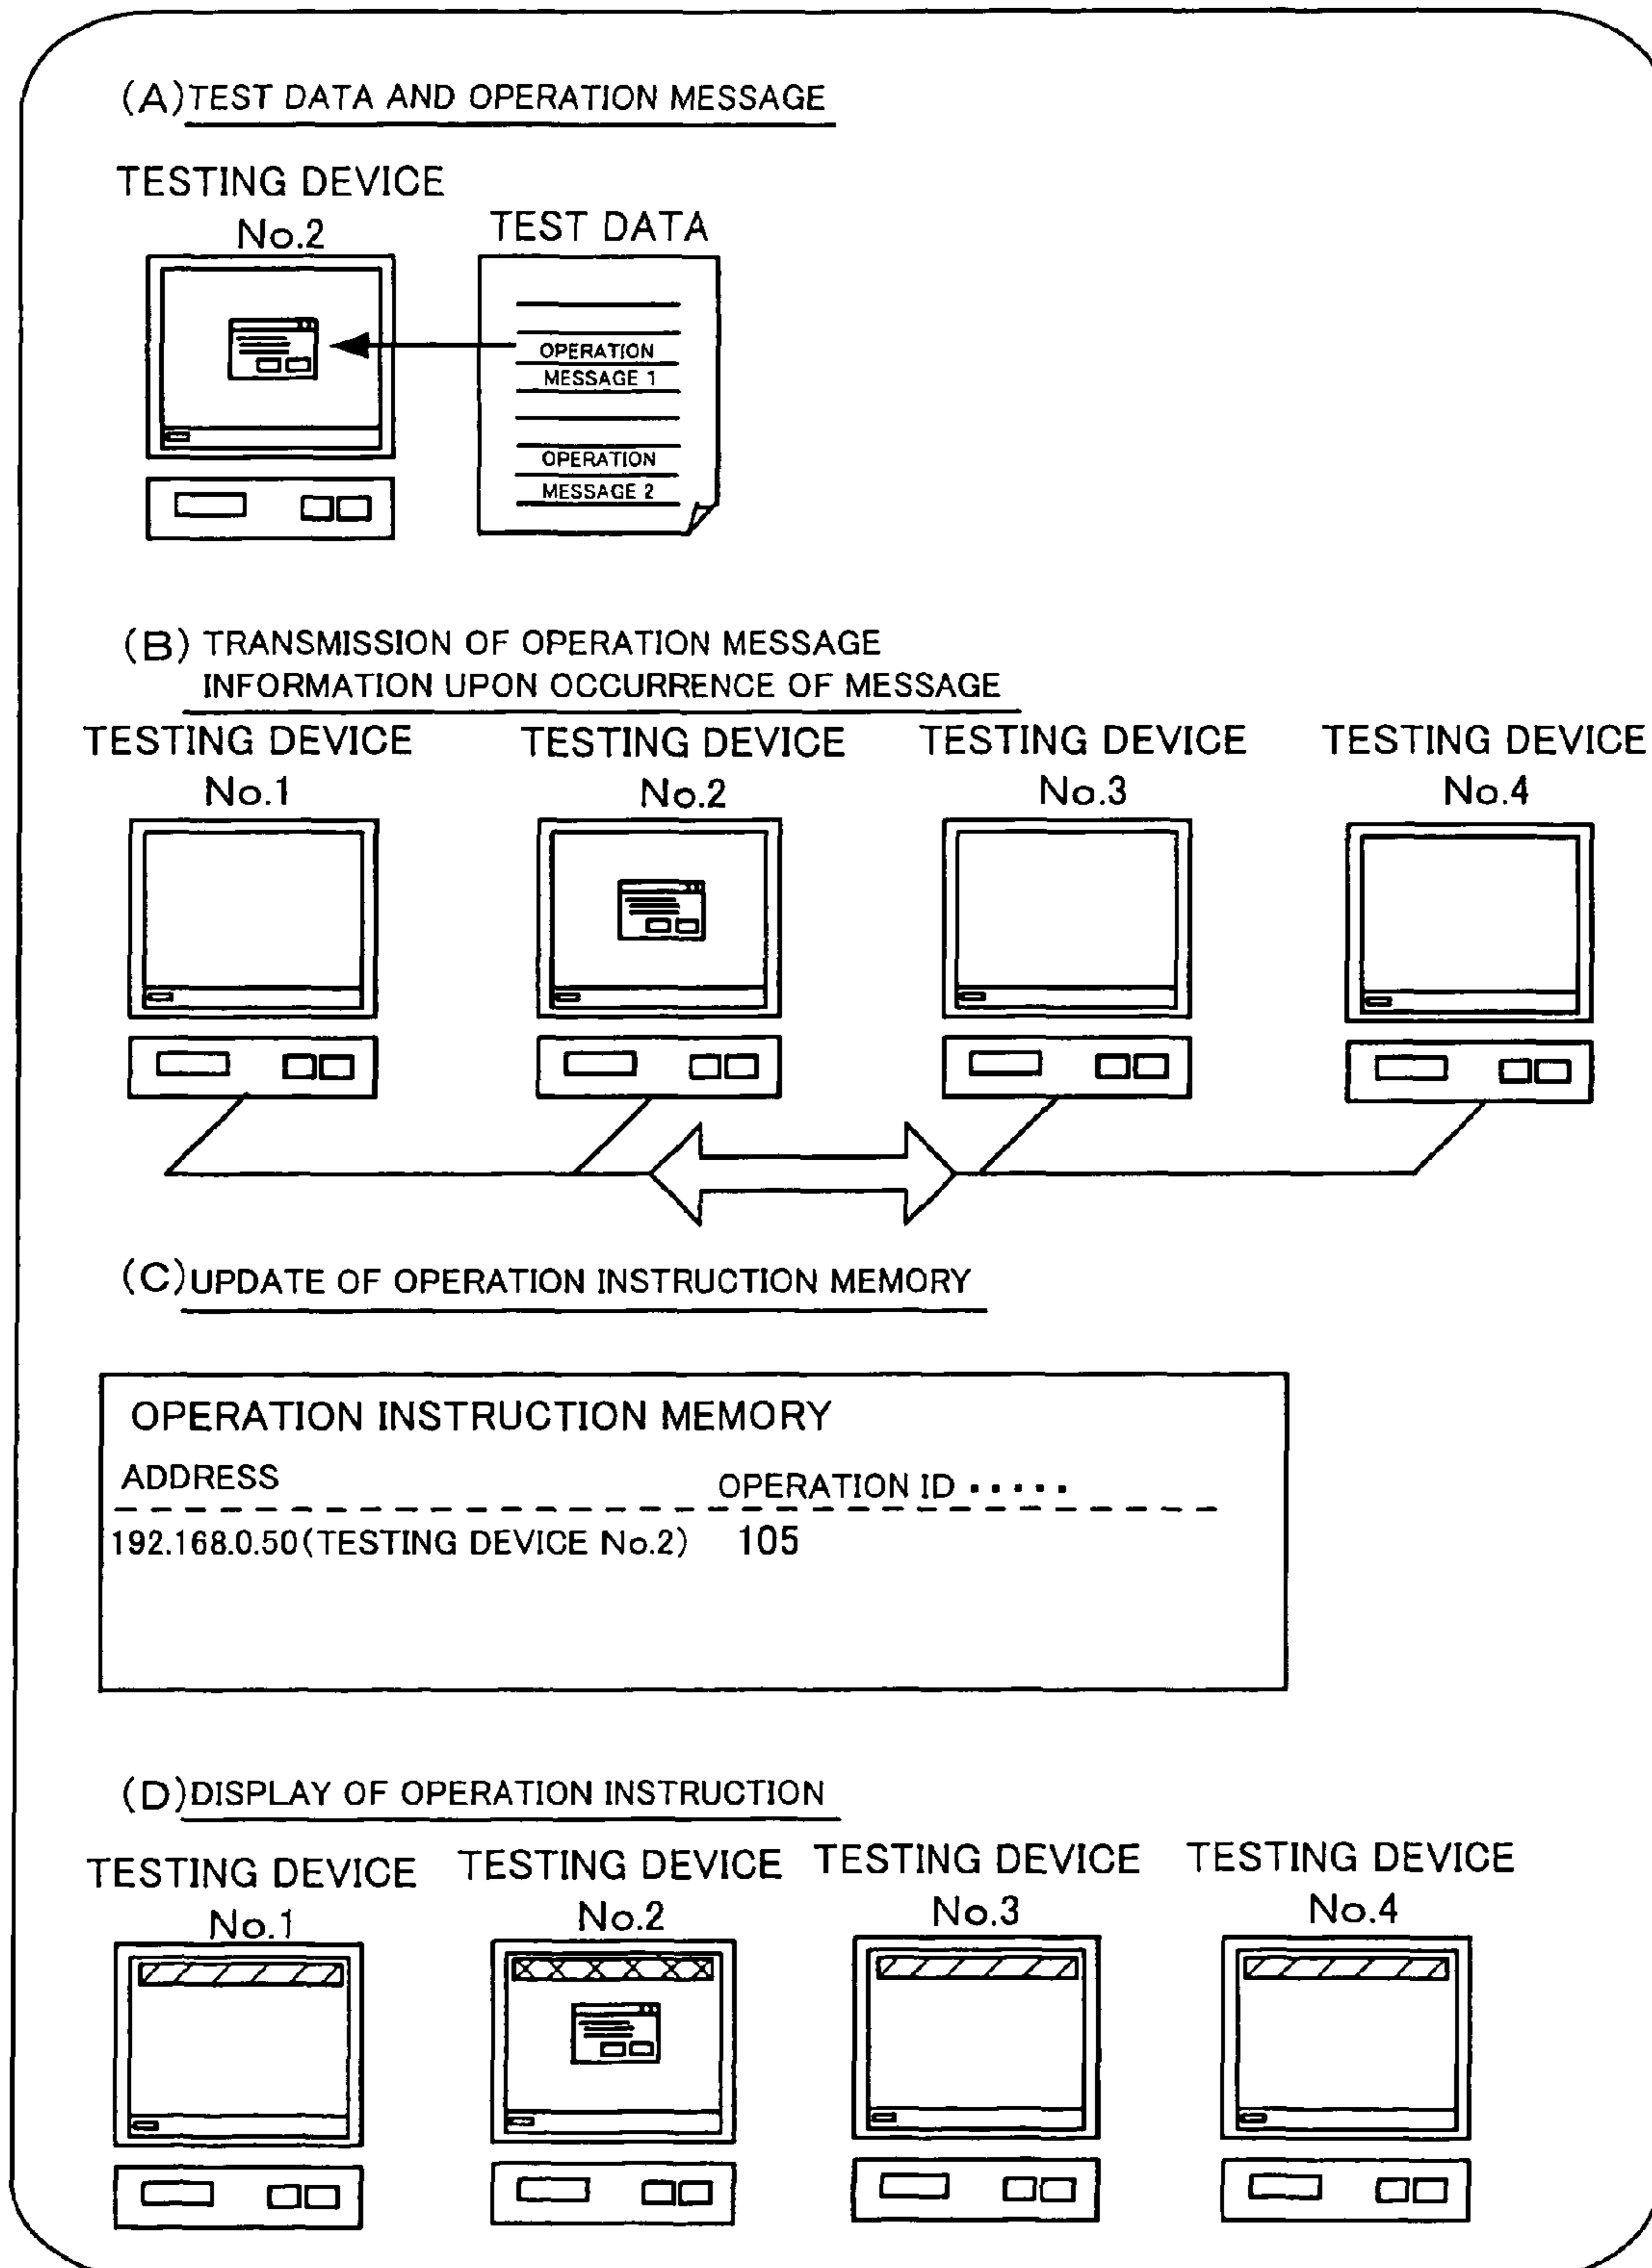 (A)TEST DATA AND OPERATION MESSAGE
TESTING DEVICE
No.2
TEST DATA
OPERATION
MESSAGE 1
OPERATION
MESSAGE 2
(B) TRANSMISSION OF OPERATION MESSAGE
INFORMATION UPON OCCURRENCE OF MESSAGE
TESTING DEVICE
No.1
TESTING DEVICE
No.2
TESTING DEVICE
No.3
TESTING DEVICE
No.4
(C)UPDATE OF OPERATION INSTRUCTION MEMORY
OPERATION INSTRUCTION MEMORY
ADDRESS OPERATION ID ·····
192.168.0.50(TESTING DEVICE No.2) 105
(D)DISPLAY OF OPERATION INSTRUCTION
TESTING DEVICE
No.1
TESTING DEVICE
No.2
TESTING DEVICE
No.3
TESTING DEVICE
No.4